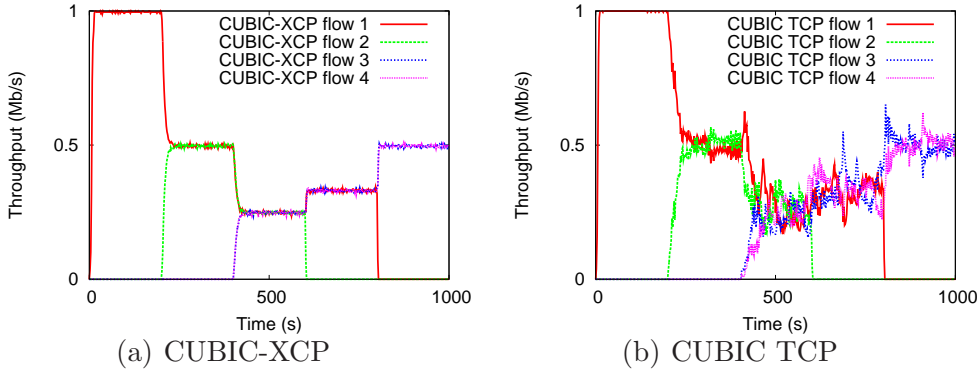 CUBIC-XCP flow 1
CUBIC-XCP flow 2
CUBIC-XCP flow 3
CUBIC-XCP flow 4
Throughput (Mb/s)
1
0.5
0
0 500 1000
Time (s)
(a) CUBIC-XCP
CUBIC TCP flow 1
CUBIC TCP flow 2
CUBIC TCP flow 3
CUBIC TCP flow 4
Throughput (Mb/s)
1
0.5
0
0 500 1000
Time (s)
(b) CUBIC TCP